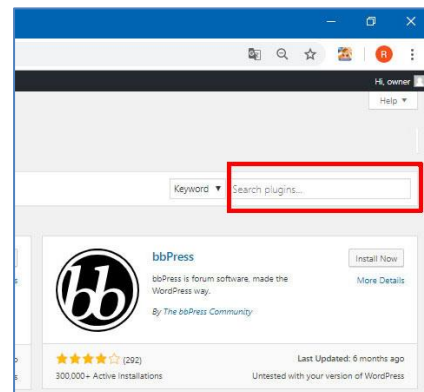 R
Hi, owner
Help ▼
Keyword ▼ Search plugins...
bb
bbPress
Install Now
bbPress is forum software, made the
WordPress way.
More Details
By The bbPress Community
(292)
Last Updated: 6 months ago
300,000+ Active Installations
Untested with your version of WordPress